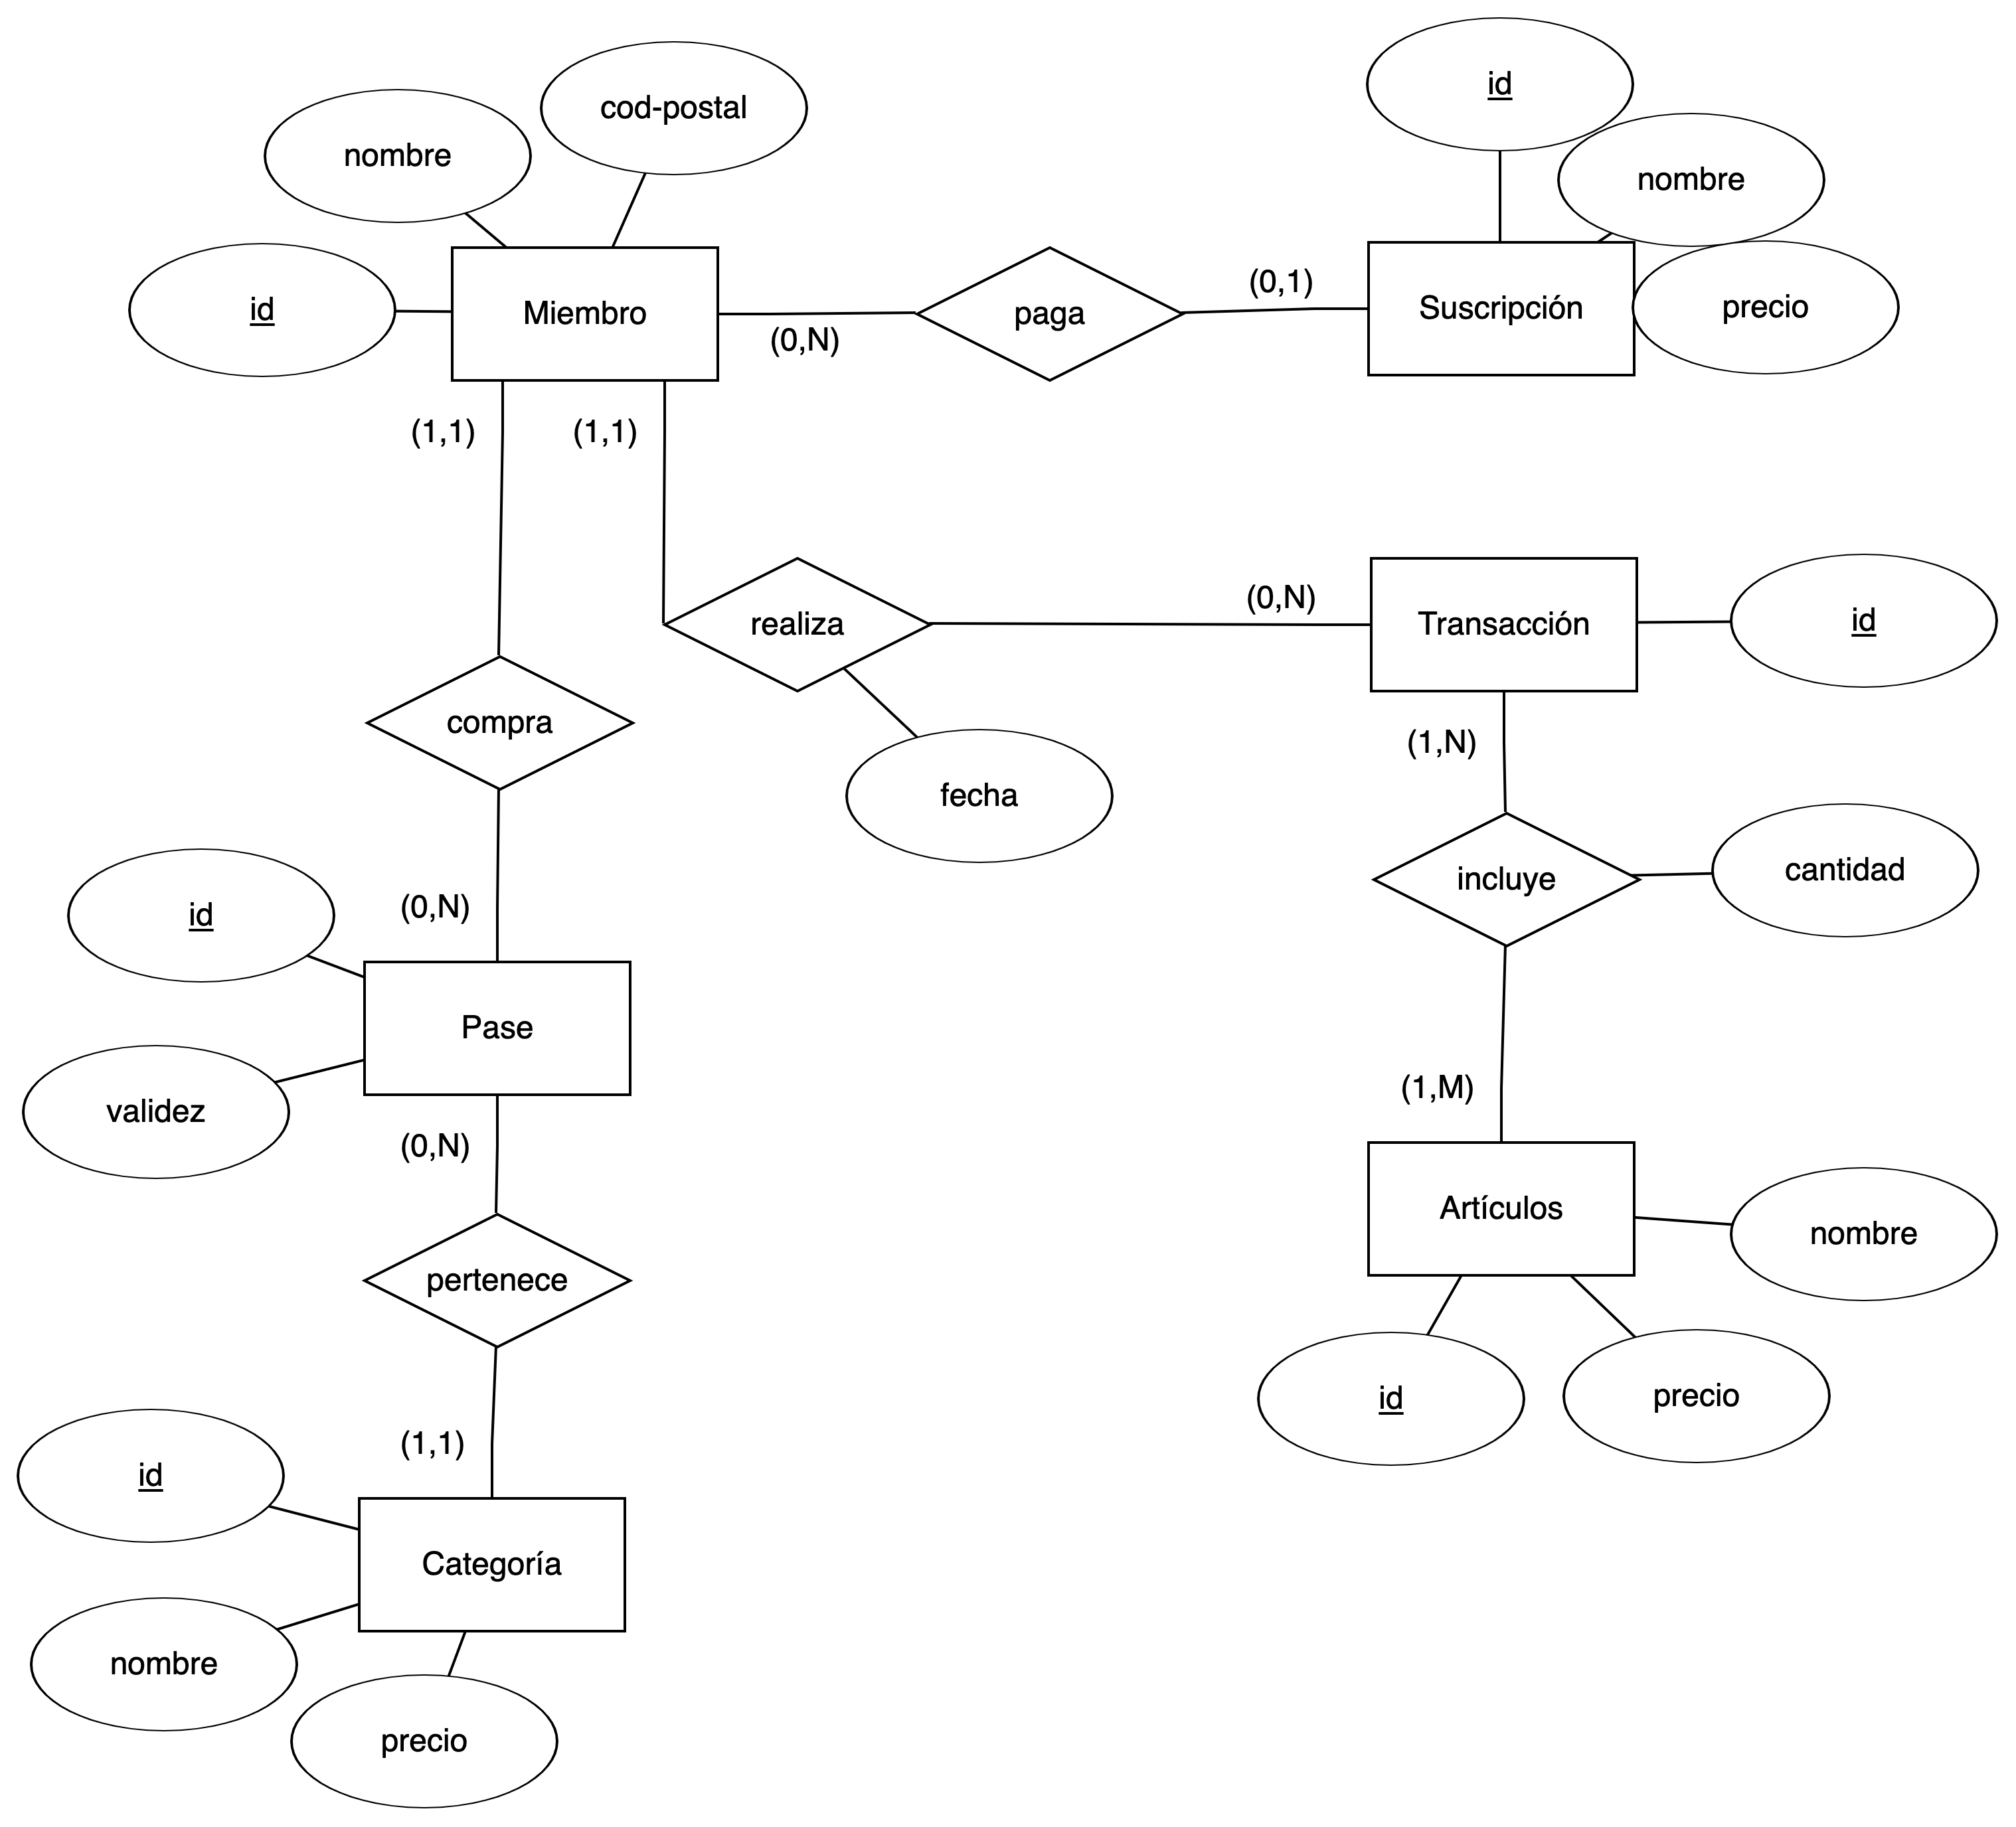 id
cod-postal
nombre
nombre
id
Miembro
paga
(0,1)
Suscripción
precio
(0,N)
(1,1)
(1,1)
realiza
(0,N)
Transacción
id
compra
(1,N)
fecha
incluye
cantidad
id
(0,N)
Pase
validez
(1,M)
(0,N)
Artículos
nombre
pertenece
id
precio
(1,1)
id
Categoría
nombre
precio